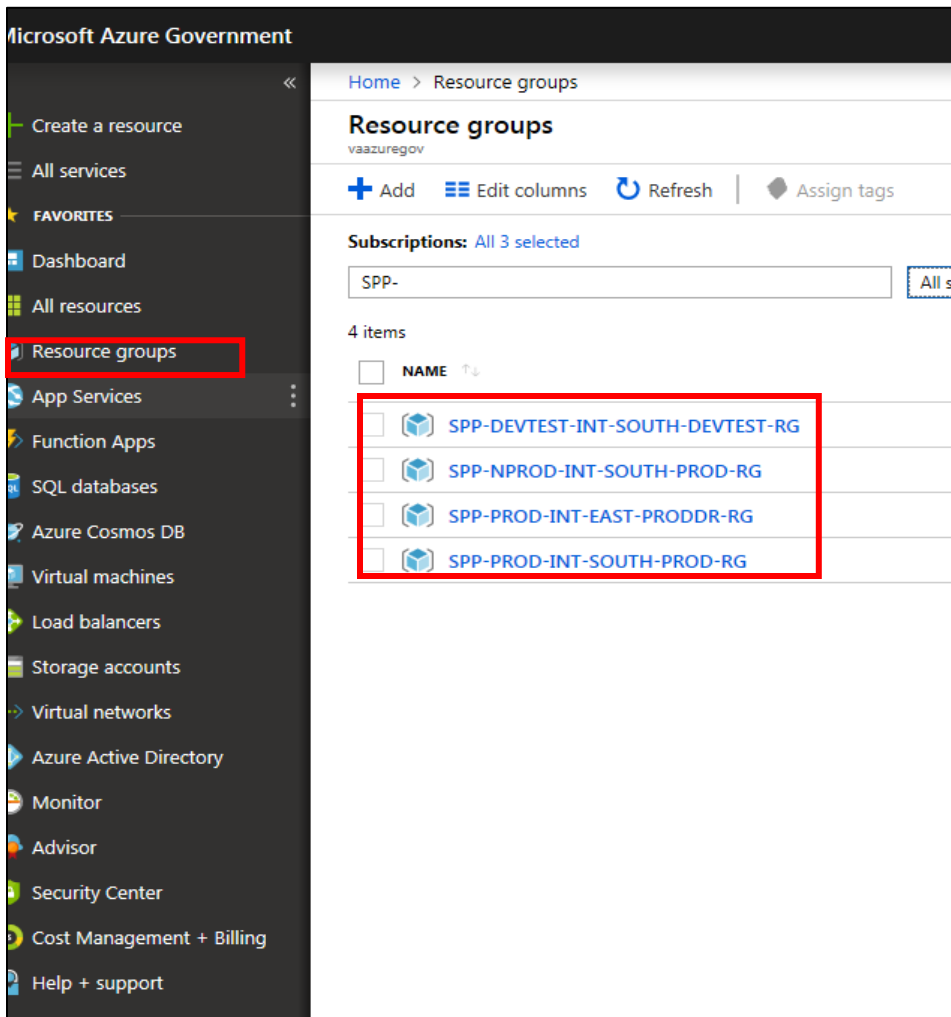 Microsoft Azure Government
«
Create a resource
All services
FAVORITES
Dashboard
All resources
Resource groups
App Services
Function Apps
SQL databases
Azure Cosmos DB
Virtual machines
Load balancers
Storage accounts
Virtual networks
Azure Active Directory
Monitor
Advisor
Security Center
Cost Management + Billing
Help + support
Home > Resource groups
Resource groups
vaazuregov
Add Edit columns Refresh Assign tags
Subscriptions: All 3 selected
SPP- All s
4 items
NAME
SPP-DEVTEST-INT-SOUTH-DEVTEST-RG
SPP-NPROD-INT-SOUTH-PROD-RG
SPP-PROD-INT-EAST-PRODDR-RG
SPP-PROD-INT-SOUTH-PROD-RG